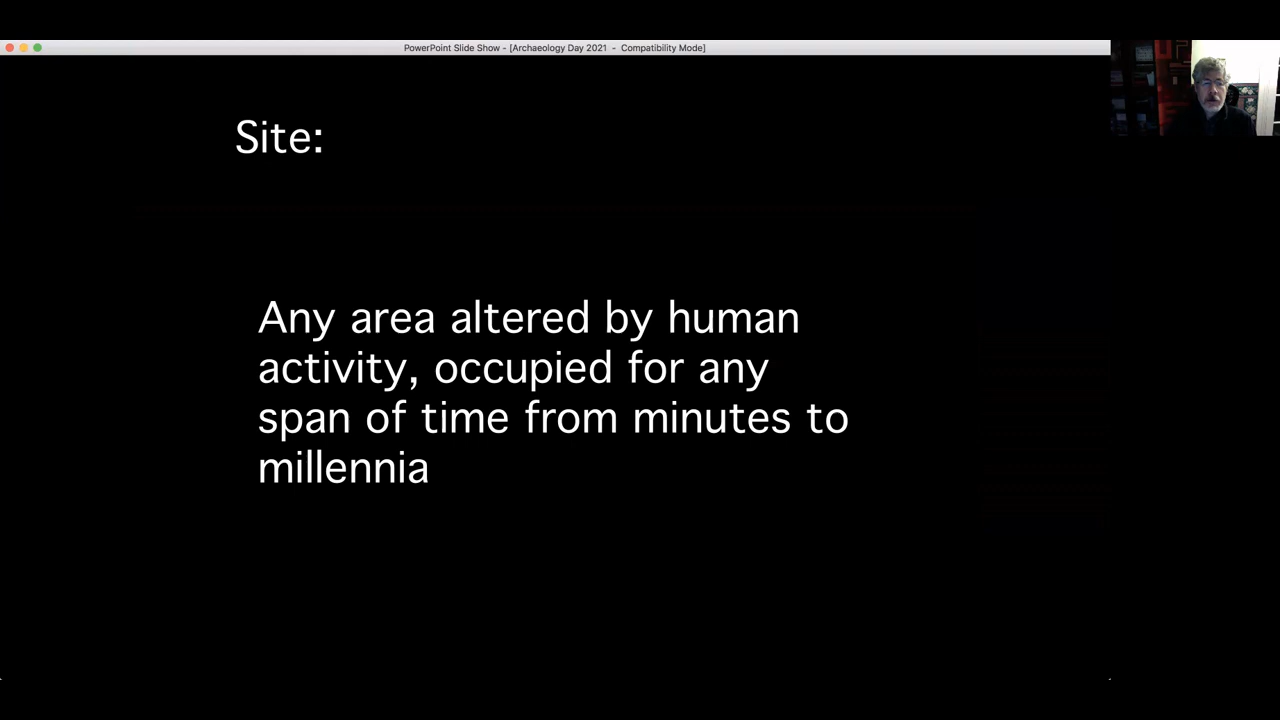 PowerPoint Slide Show - [Archaeology Day 2021 - Compatibility Mode]
Site:
Any area altered by human
activity, occupied for any
span of time from minutes to
millennia